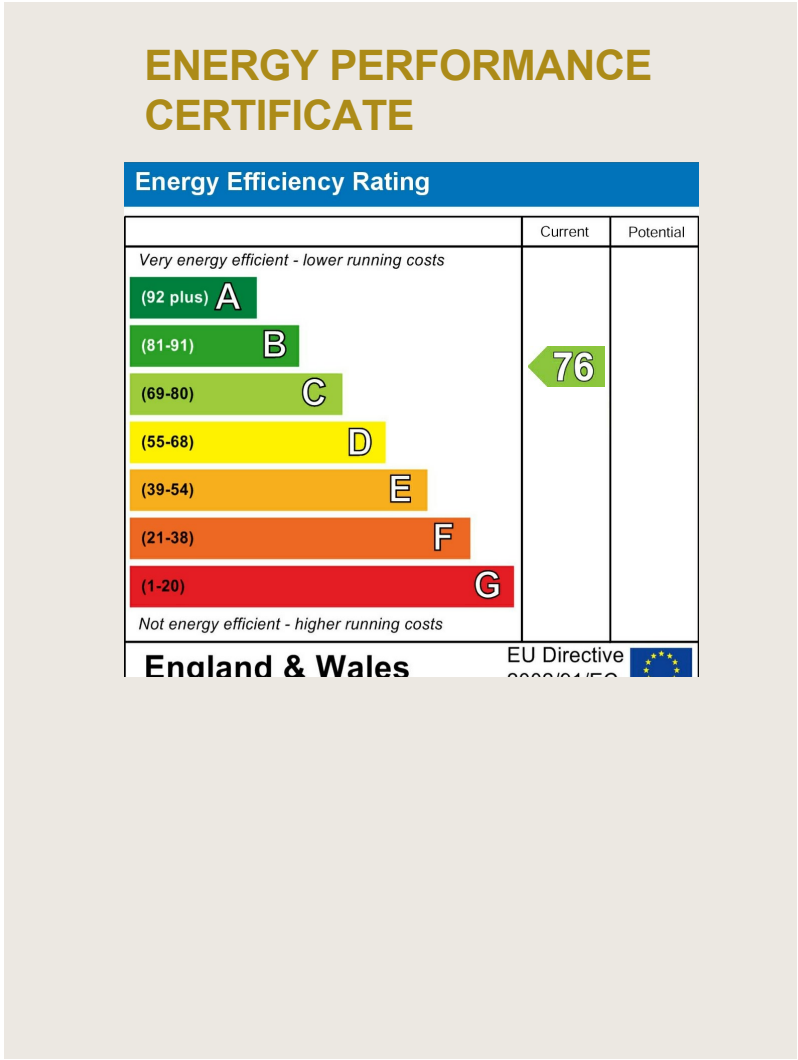 ENERGY PERFORMANCE
CERTIFICATE
Energy Efficiency Rating
Current Potential
Very energy efficient - lower running costs
(92 plus) A
(81-91) B
76
(69-80) C
(55-68) D
(39-54) E
(21-38) F
(1-20) G
Not energy efficient - higher running costs
England & Wales
EU Directive